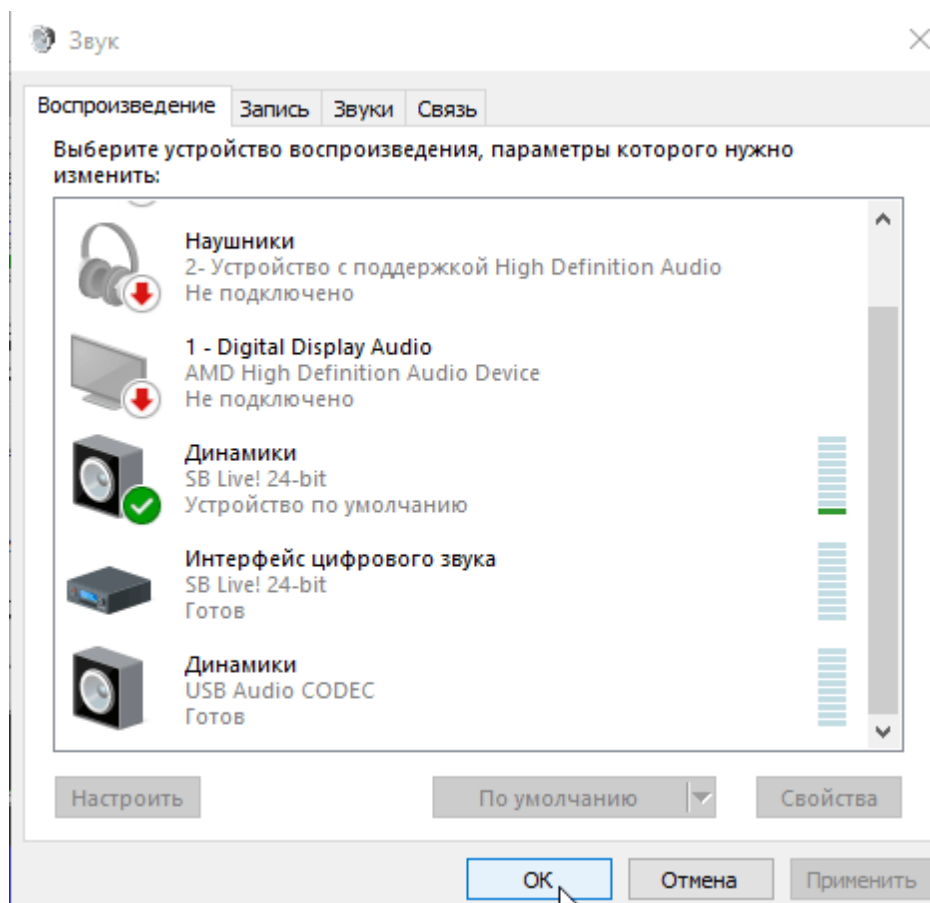 Звук
Воспроизведение Запись Звуки Связь
Выберите устройство воспроизведения, параметры которого нужно
изменить:
Наушники
2- Устройство с поддержкой High Definition Audio
Не подключено
1 - Digital Display Audio
AMD High Definition Audio Device
Не подключено
Динамики
SB Live! 24-bit
Устройство по умолчанию
Интерфейс цифрового звука
SB Live! 24-bit
Готов
Динамики
USB Audio CODEC
Готов
Настроить По умолчанию Свойства
ОК Отмена Применить